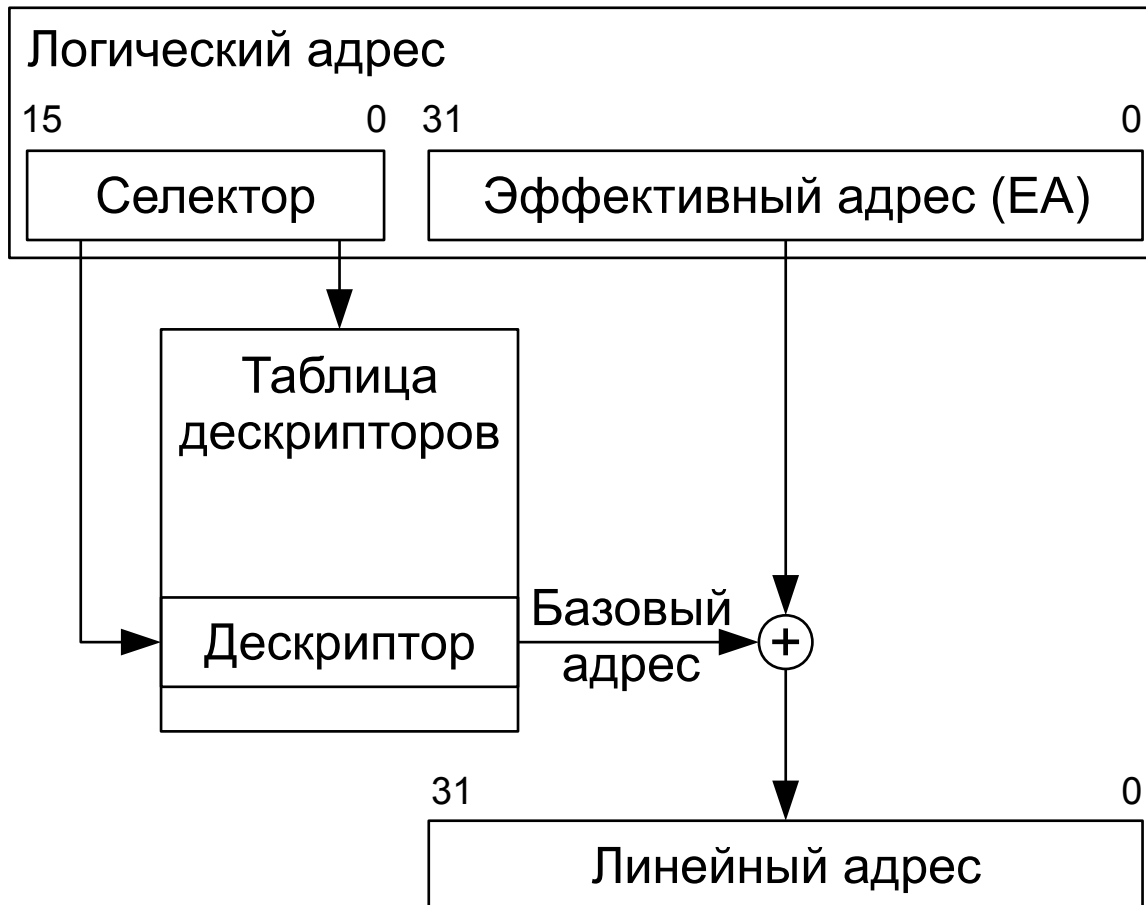 Логический адрес
15 0 31 0
Селектор Эффективный адрес (EA)
Таблица
дескрипторов
Базовый
Дескриптор +
адрес
31 0
Линейный адрес